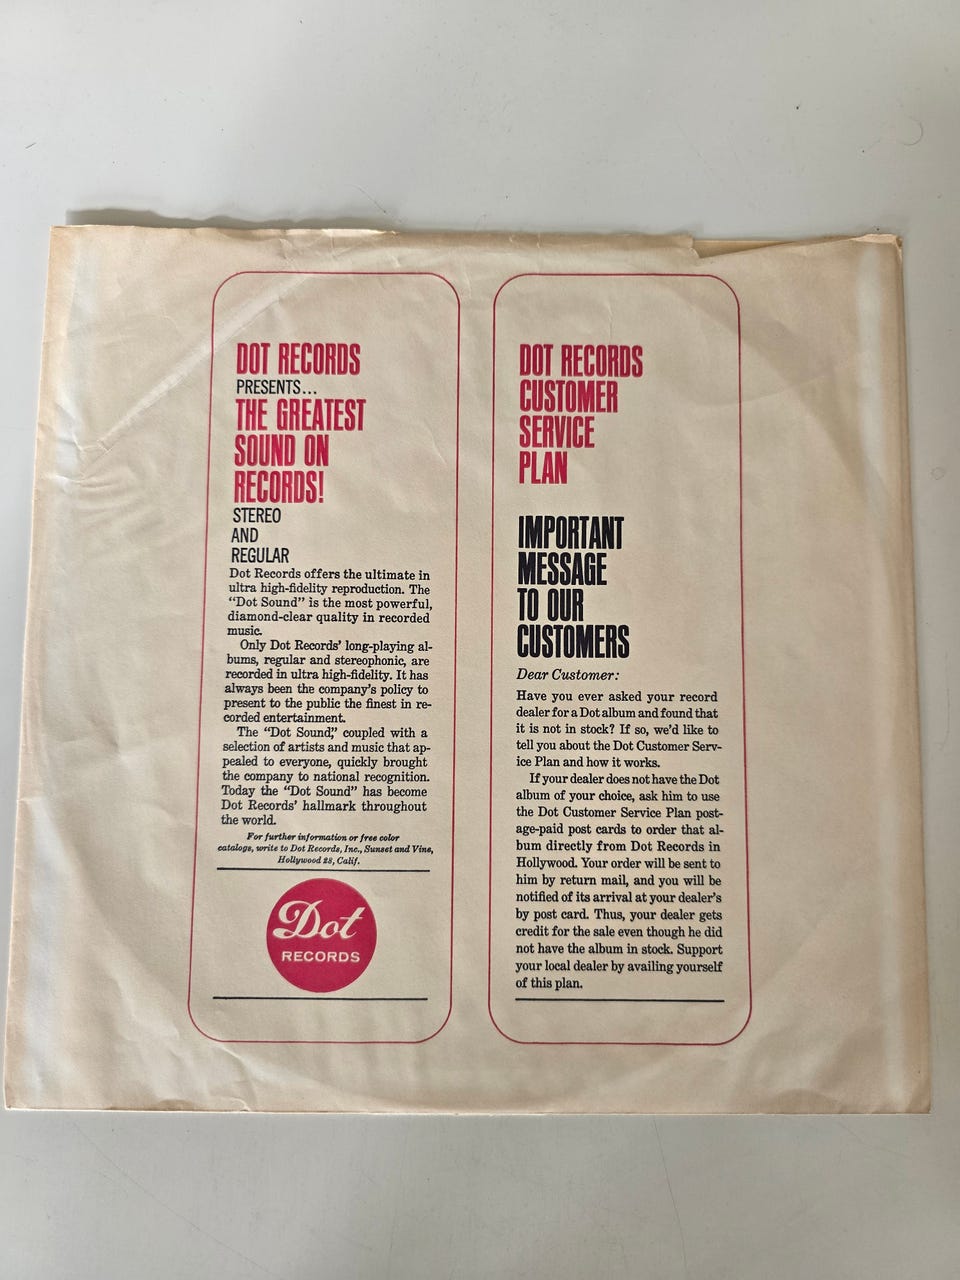 DOT RECORDS
PRESENTS...
THE GREATEST
SOUND ON
RECORDS!
STEREO
AND
REGULAR
Dot Records offers the ultimate in
ultra high-fidelity reproduction. The
“Dot Sound” is the most powerful,
diamond-clear quality in recorded
music.
Only Dot Records’ long-playing al-
bums, regular and stereophonic, are
recorded in ultra high-fidelity. It has
always been the company’s policy to
present to the public the finest in re-
corded entertainment.
The “Dot Sound,” coupled with a
selection of artists and music that ap-
pealed to everyone, quickly brought
the company to national recognition.
Today the “Dot Sound” has become
Dot Records’ hallmark throughout
the world.
For further information or free color
catalogs, write to Dot Records, Inc., Sunset and Vine,
Hollywood 28, Calif.
Dot
RECORDS
DOT RECORDS
CUSTOMER
SERVICE
PLAN
IMPORTANT
MESSAGE
TO OUR
CUSTOMERS
Dear Customer:
Have you ever asked your record
dealer for a Dot album and found that
it is not in stock? If so, we’d like to
tell you about the Dot Customer Serv-
ice Plan and how it works.
If your dealer does not have the Dot
album of your choice, ask him to use
the Dot Customer Service Plan post-
age-paid post cards to order that al-
bum directly from Dot Records in
Hollywood. Your order will be sent to
him by return mail, and you will be
notified of its arrival at your dealer’s
by post card. Thus, your dealer gets
credit for the sale even though he did
not have the album in stock. Support
your local dealer by availing yourself
of this plan.